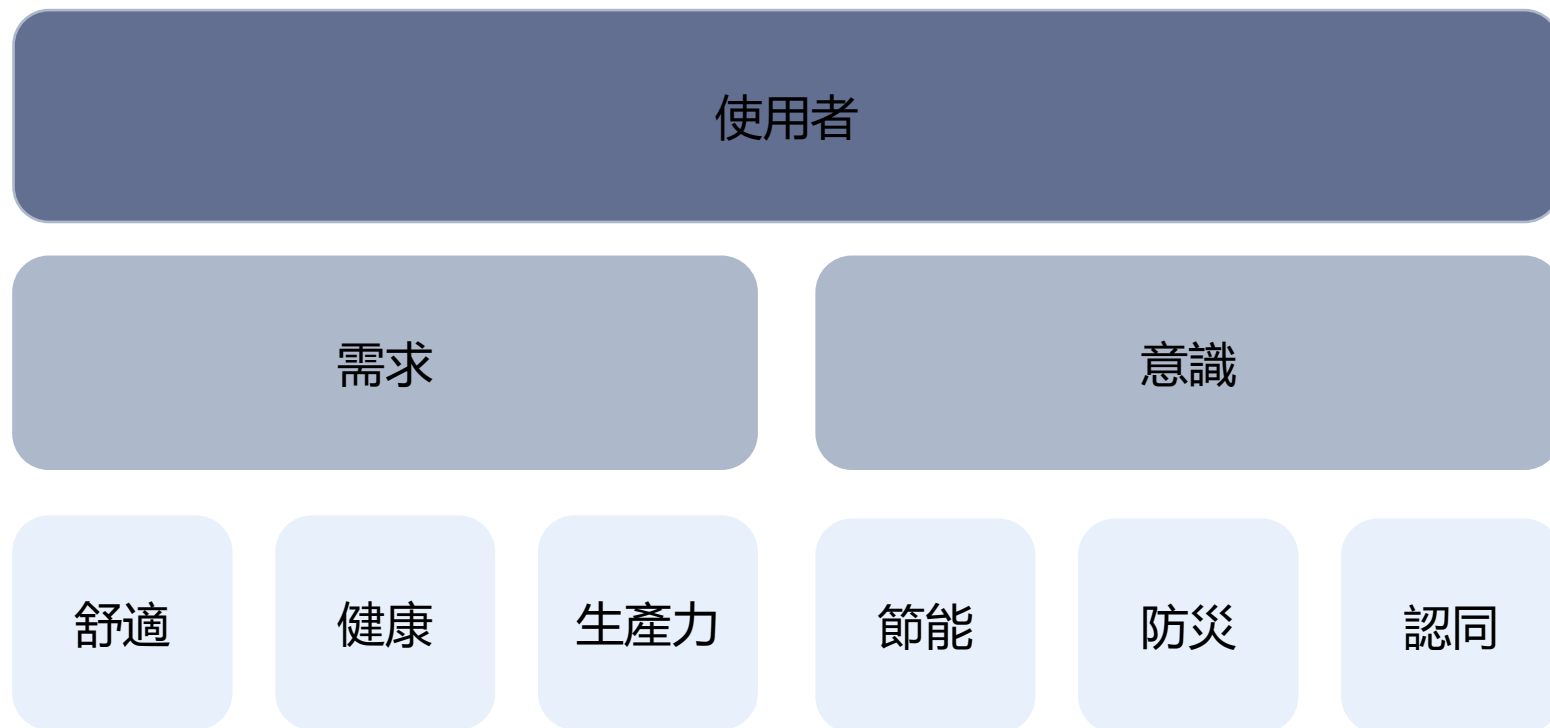 使用者
需求
意識
舒適
健康
生產力
節能
防災
認同